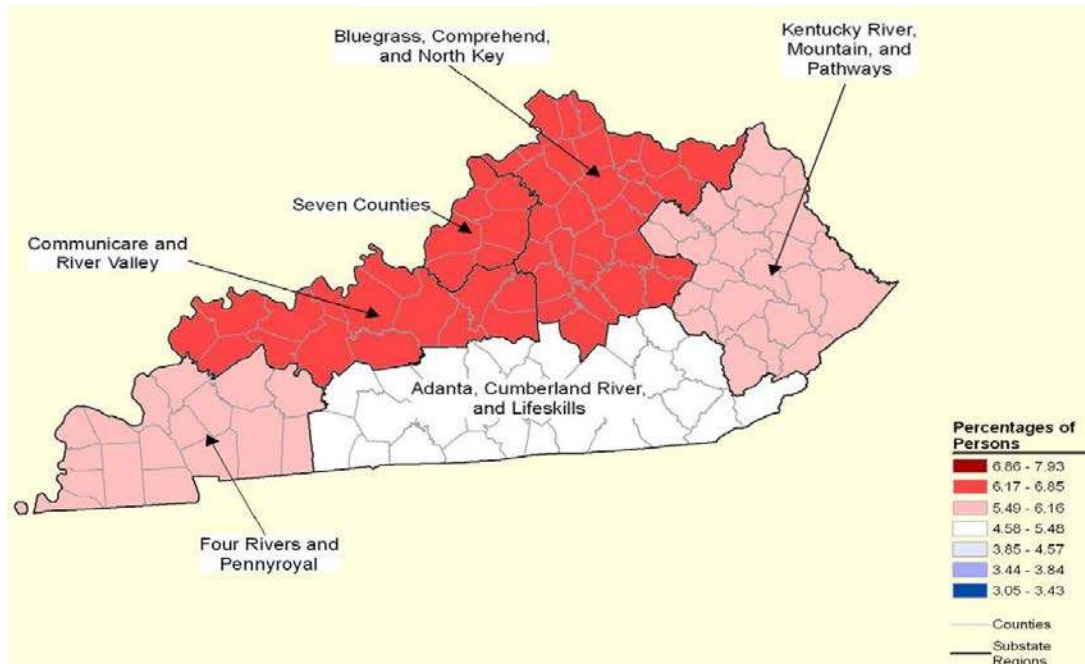 Bluegrass, Comprehend,
and North Key
Kentucky River,
Mountain, and
Pathways
Seven Counties
Communicare and
River Valley
Adanta, Cumberland River,
and Lifeskills
Four Rivers and
Pennyroyal
Percentages of
Persons
6.86 - 7.93
6.17 - 6.85
5.49 - 6.16
4.58 - 5.48
3.85 - 4.57
3.44 - 3.84
3.05 - 3.43
Counties
Substate
Regions